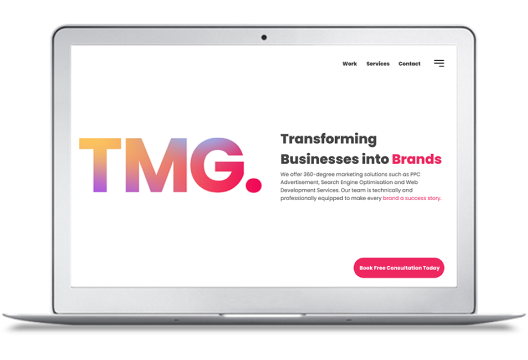 Work Services Contact
TMG.
Transforming
Businesses into Brands
We offer 360-degree marketing solutions such as PPC
Advertisement, Search Engine Optimisation and Web
Development Services. Our team is technically and
professionally equipped to make every brand a success story.
Book Free Consultation Today